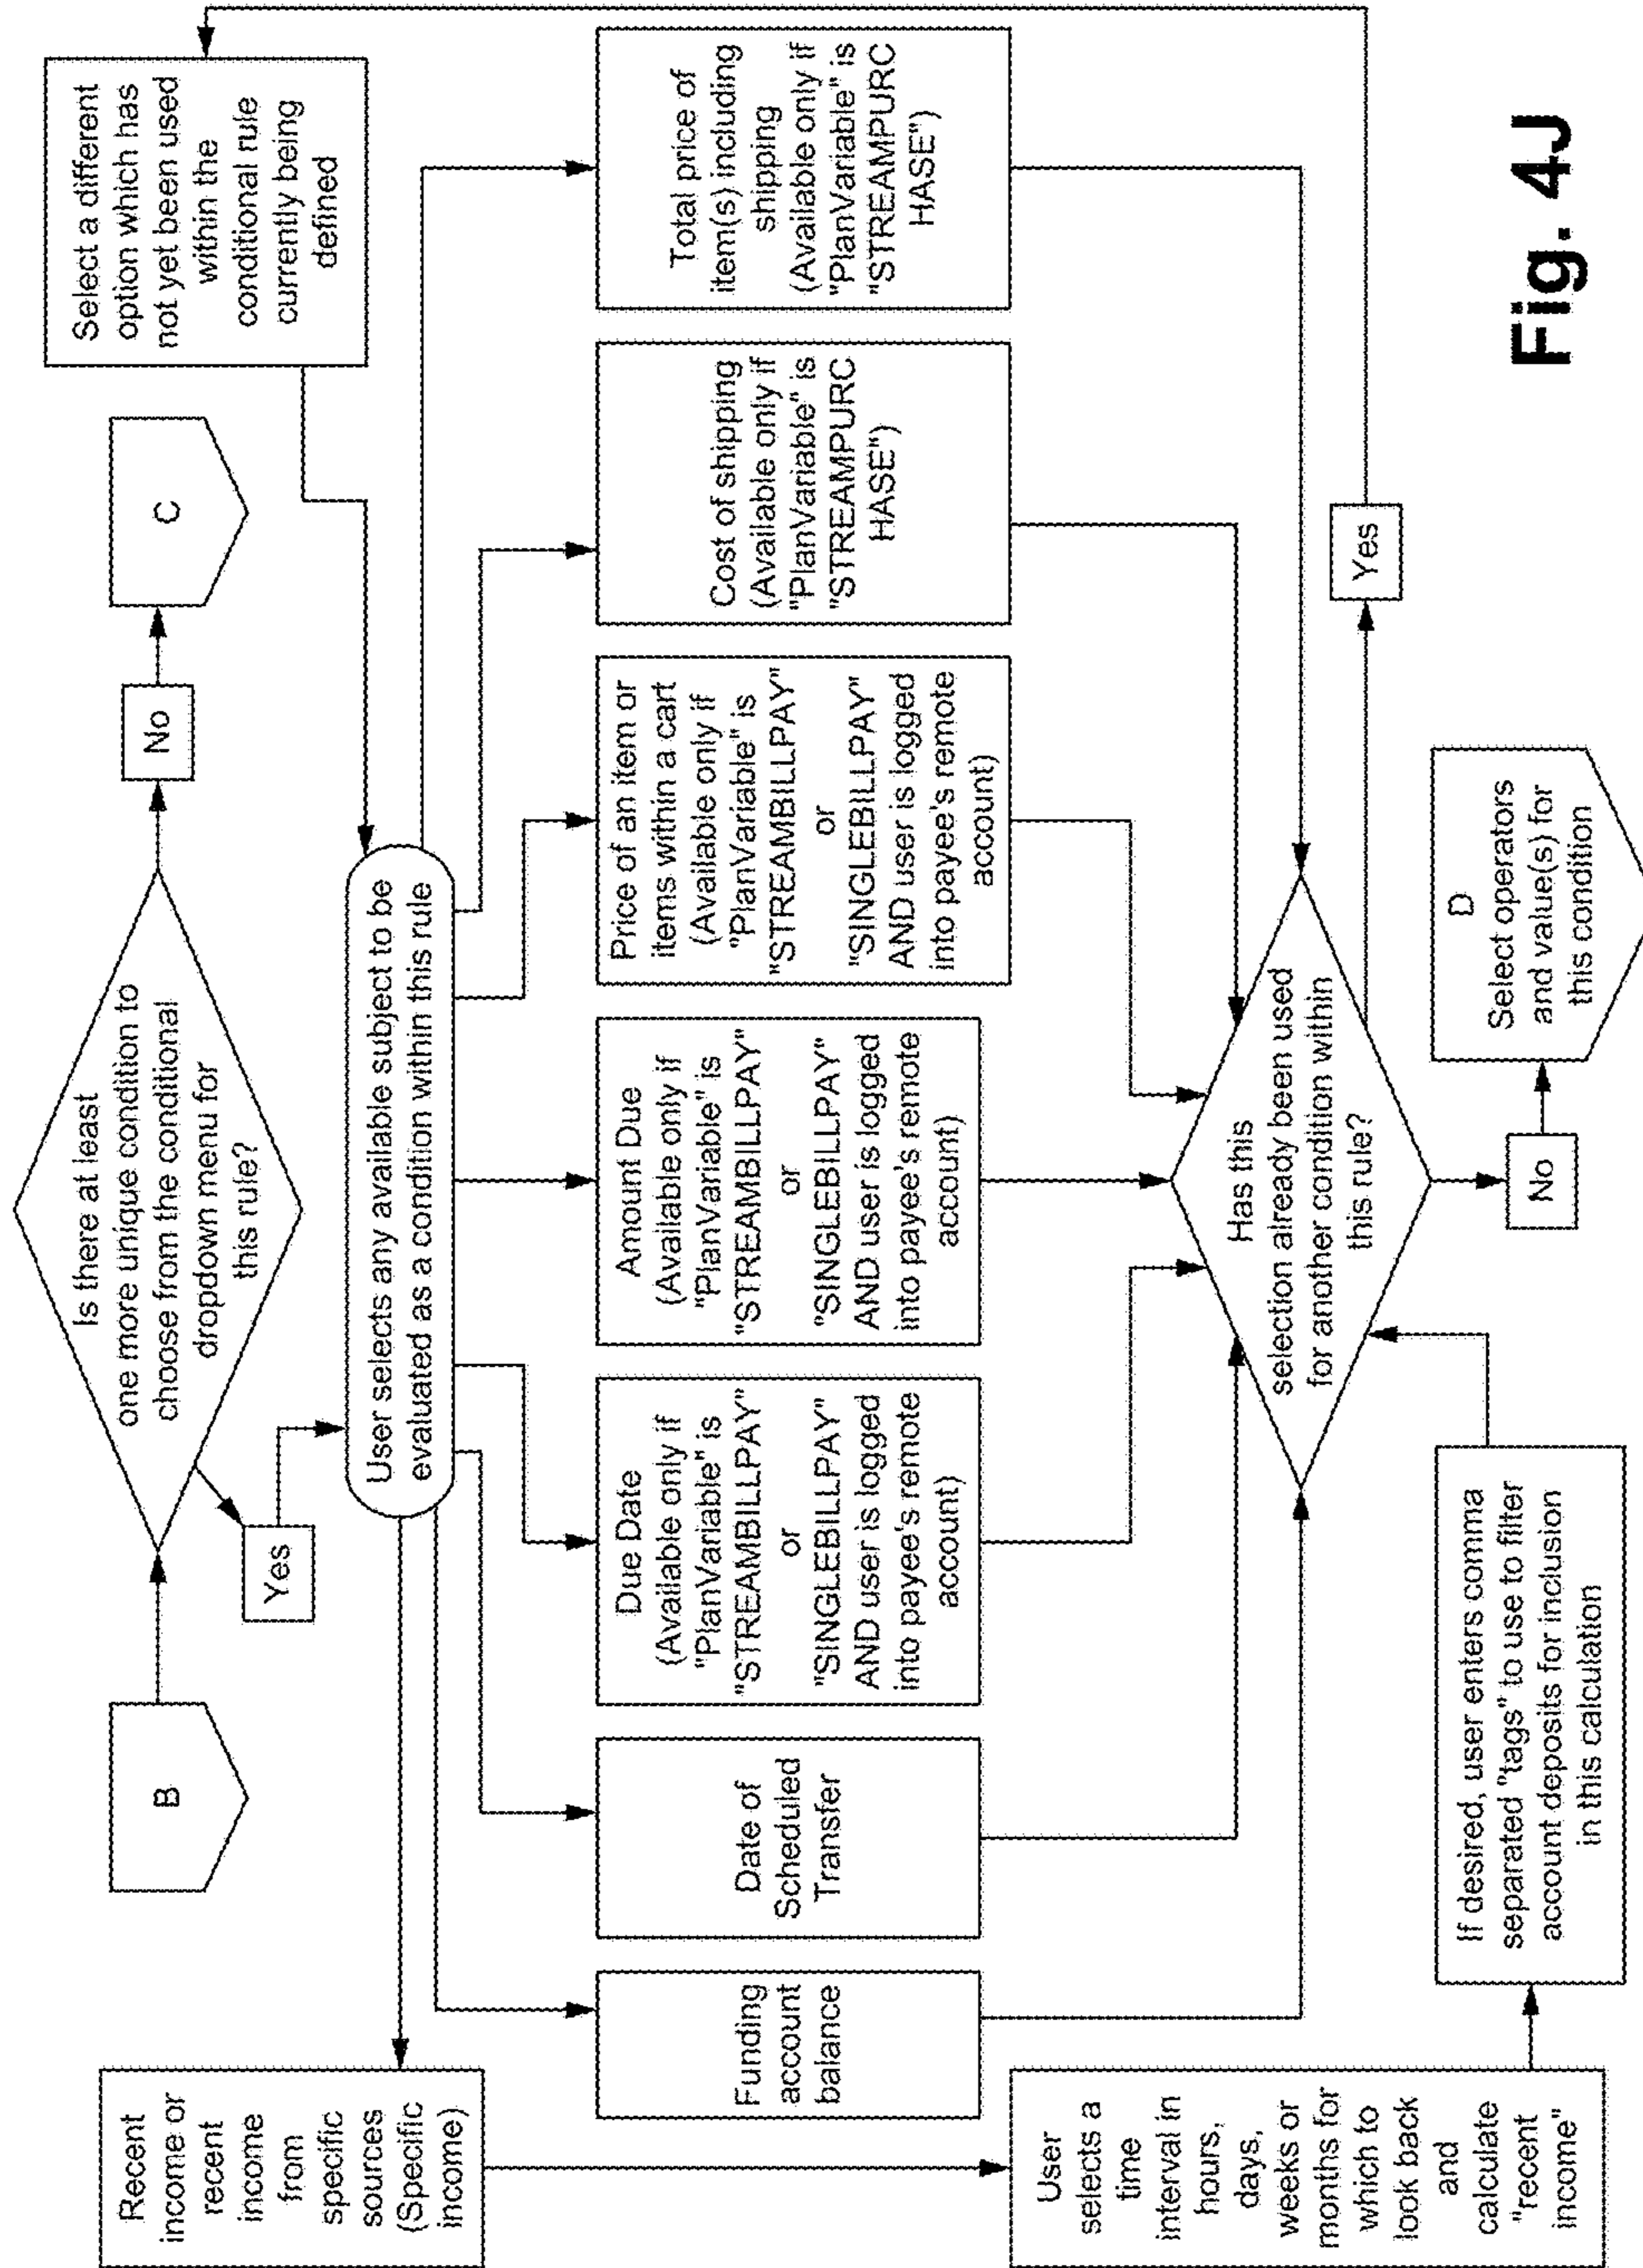 B
Is there at least
one more unique condition to
choose from the conditional
dropdown menu for
this rule?
No
C
Select a different
option which has
not yet been used
within the
conditional rule
currently being
defined
Yes
User selects any available subject to be
evaluated as a condition within this rule
Recent
income or
recent
income
from
specific
sources
(Specific
income)
Funding
account
balance
Date of
Scheduled
Transfer
Due Date
(Available only if
"PlanVariable" is
"STREAMBILLPAY"
or
"SINGLEBILLPAY"
AND user is logged
into payee's remote
account)
Amount Due
(Available only if
"PlanVariable" is
"STREAMBILLPAY"
or
"SINGLEBILLPAY"
AND user is logged
into payee's remote
account)
Price of an item or
items within a cart
(Available only if
"PlanVariable" is
"STREAMBILLPAY"
or
"SINGLEBILLPAY"
AND user is logged
into payee's remote
account)
Cost of shipping
(Available only if
"PlanVariable" is
"STREAMPURC
HASE")
Total price of
item(s) including
shipping
(Available only if
"PlanVariable" is
"STREAMPURC
HASE")
User
selects a
time
interval in
hours,
days,
weeks or
months for
which to
look back
and
calculate
"recent
income"
If desired, user enters comma
separated "tags" to use to filter
account deposits for inclusion
in this calculation
Has this
selection already been used
for another condition within
this rule?
Yes
No
D
Select operators
and value(s) for
this condition
Fig. 4J